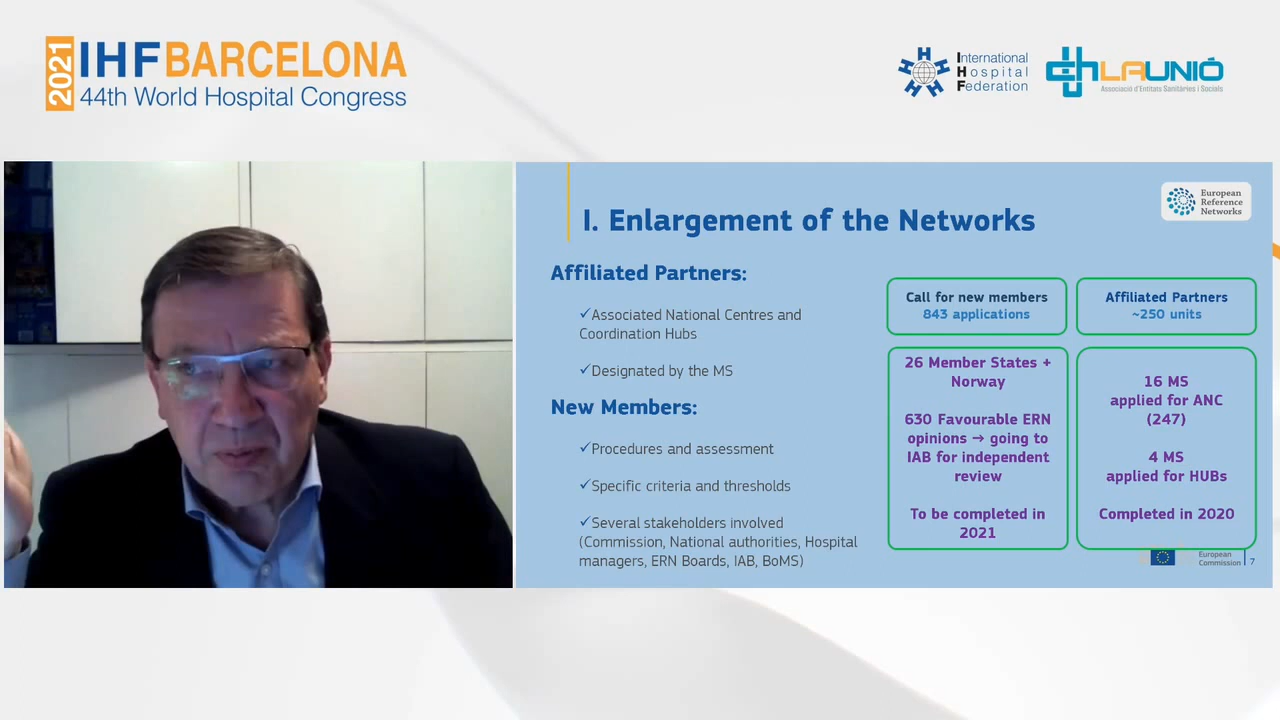 2021
IHFBARCELONA
44th World Hospital Congress
International
Hospital
Federation
LAUNIÓ
Associació d'Entitats Sanitàries i Socials
European
Reference
Networks
I. Enlargement of the Networks
Affiliated Partners:
✓Associated National Centres and
Coordination Hubs
✓Designated by the MS
New Members:
✓Procedures and assessment
✓Specific criteria and thresholds
✓Several stakeholders involved
(Commission, National authorities, Hospital
managers, ERN Boards, IAB, BoMS)
Call for new members
843 applications
26 Member States +
Norway
630 Favourable ERN
opinions → going to
IAB for independent
review
To be completed in
2021
Affiliated Partners
~250 units
16 MS
applied for ANC
(247)
4 MS
applied for HUBs
Completed in 2020
European
Commission
7